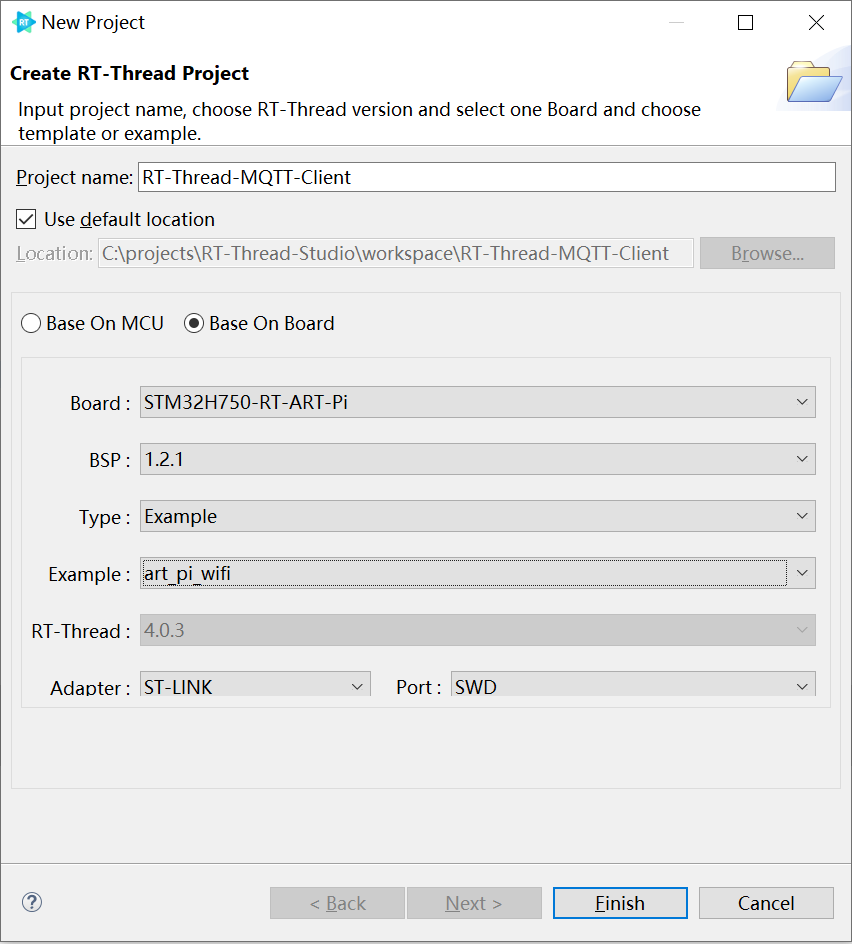 RT New Project
Create RT-Thread Project
Input project name, choose RT-Thread version and select one Board and choose
template or example.
Project name: RT-Thread-MQTT-Client
Use default location
Location: C:\projects\RT-Thread-Studio\workspace\RT-Thread-MQTT-Client Browse...
Base On MCU Base On Board
Board : STM32H750-RT-ART-Pi
BSP : 1.2.1
Type : Example
Example : art_pi_wifi
RT-Thread : 4.0.3
Adapter : ST-LINK Port : SWD
? < Back Next > Finish Cancel